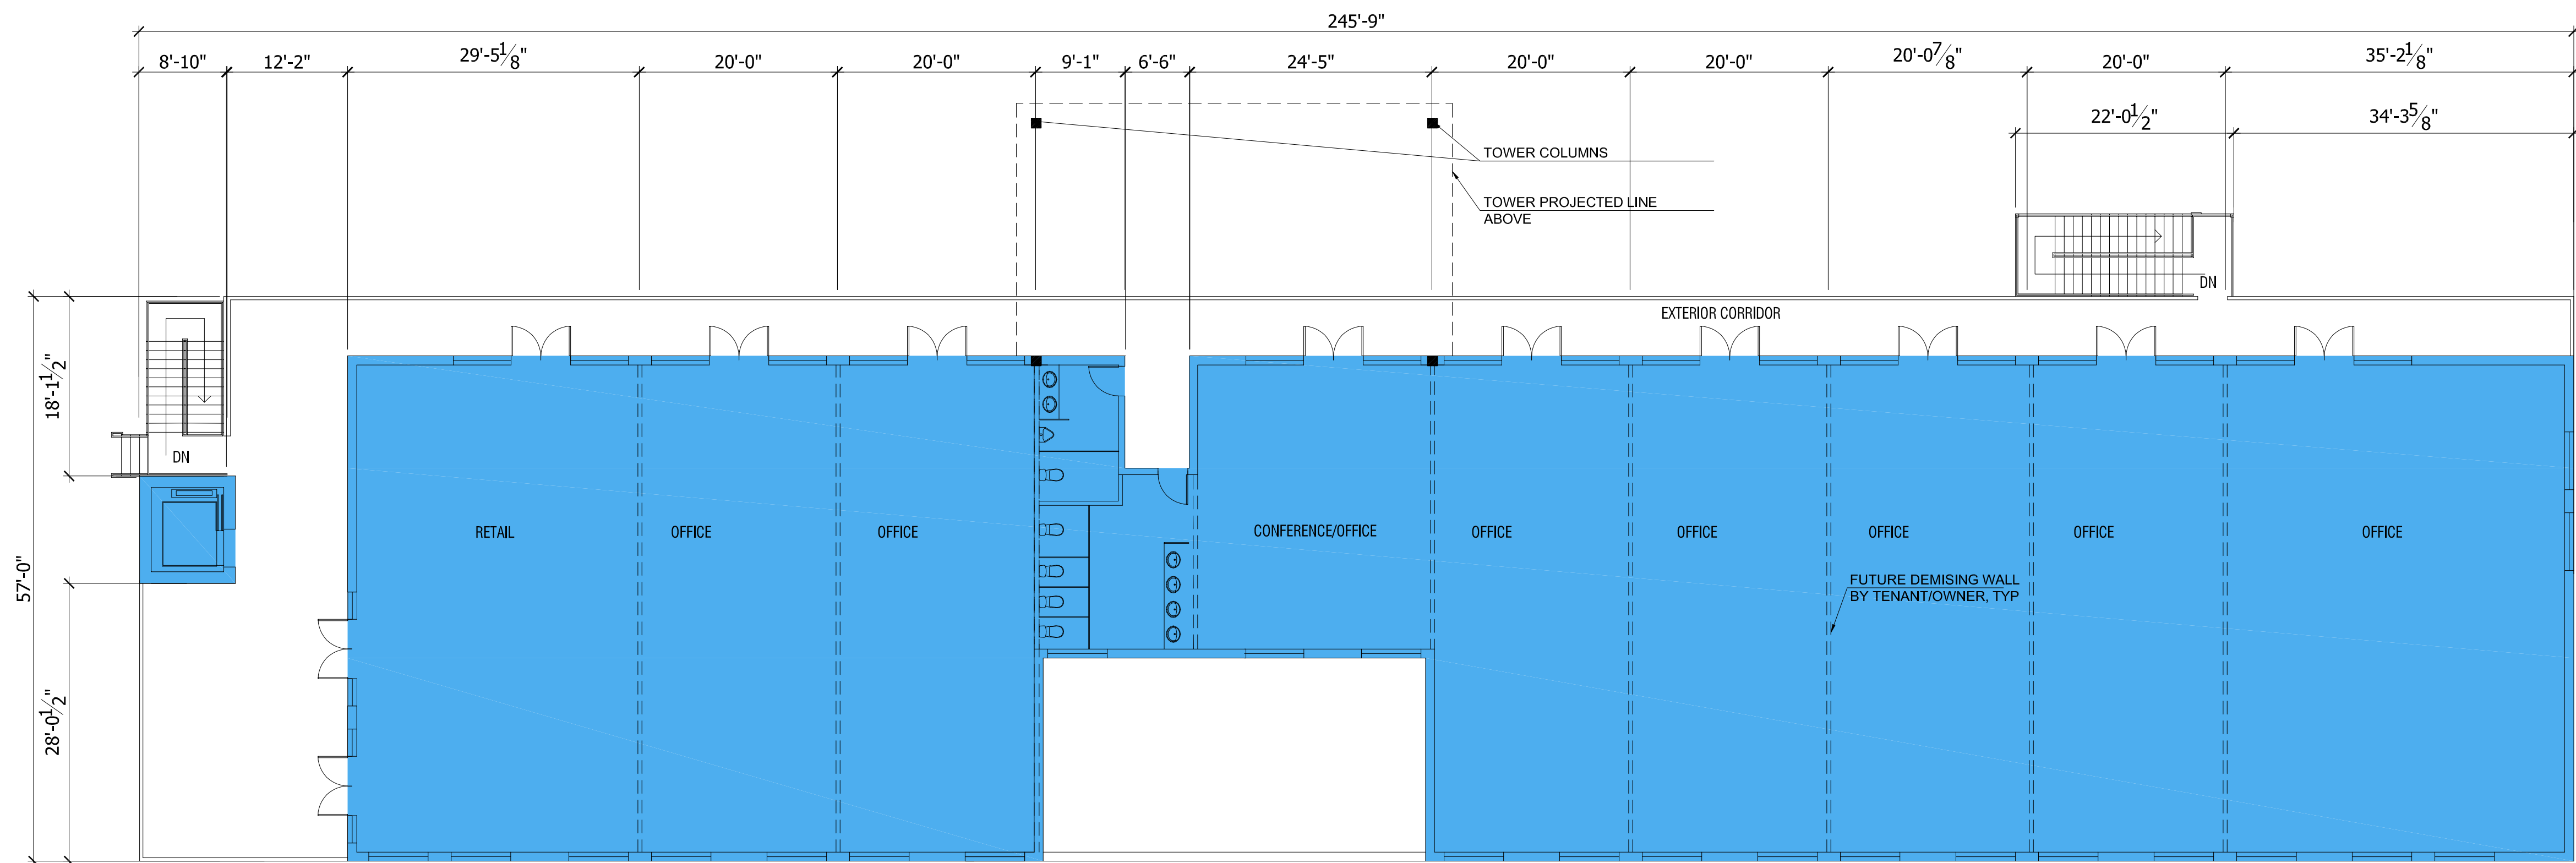 245'-9"
8'-10"
12'-2"
29'-5 1/8"
20'-0"
20'-0"
9'-1"
6'-6"
24'-5"
20'-0"
20'-0"
20'-0 7/8"
20'-0"
35'-2 1/8"
22'-0 1/2"
34'-3 5/8"
TOWER COLUMNS
TOWER PROJECTED LINE
ABOVE
DN
EXTERIOR CORRIDOR
18'-1 1/2"
DN
57'-0"
28'-0 1/2"
RETAIL
OFFICE
OFFICE
CONFERENCE/OFFICE
OFFICE
OFFICE
OFFICE
OFFICE
OFFICE
FUTURE DEMISING WALL
BY TENANT/OWNER, TYP